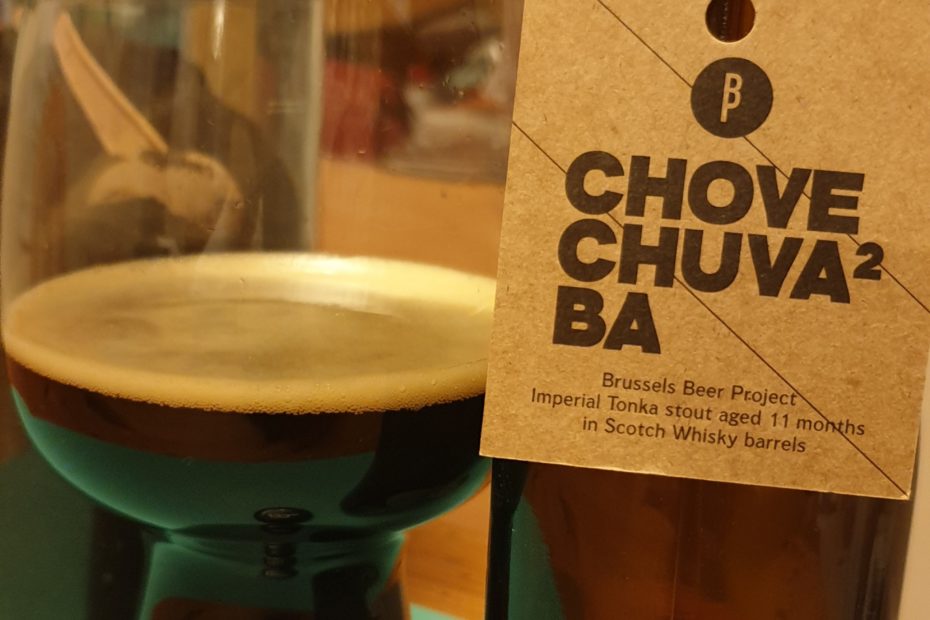 β
CHOVE
CHUVA²
BA
Brussels Beer Project
Imperial Tonka stout aged 11 months
in Scotch Whisky barrels